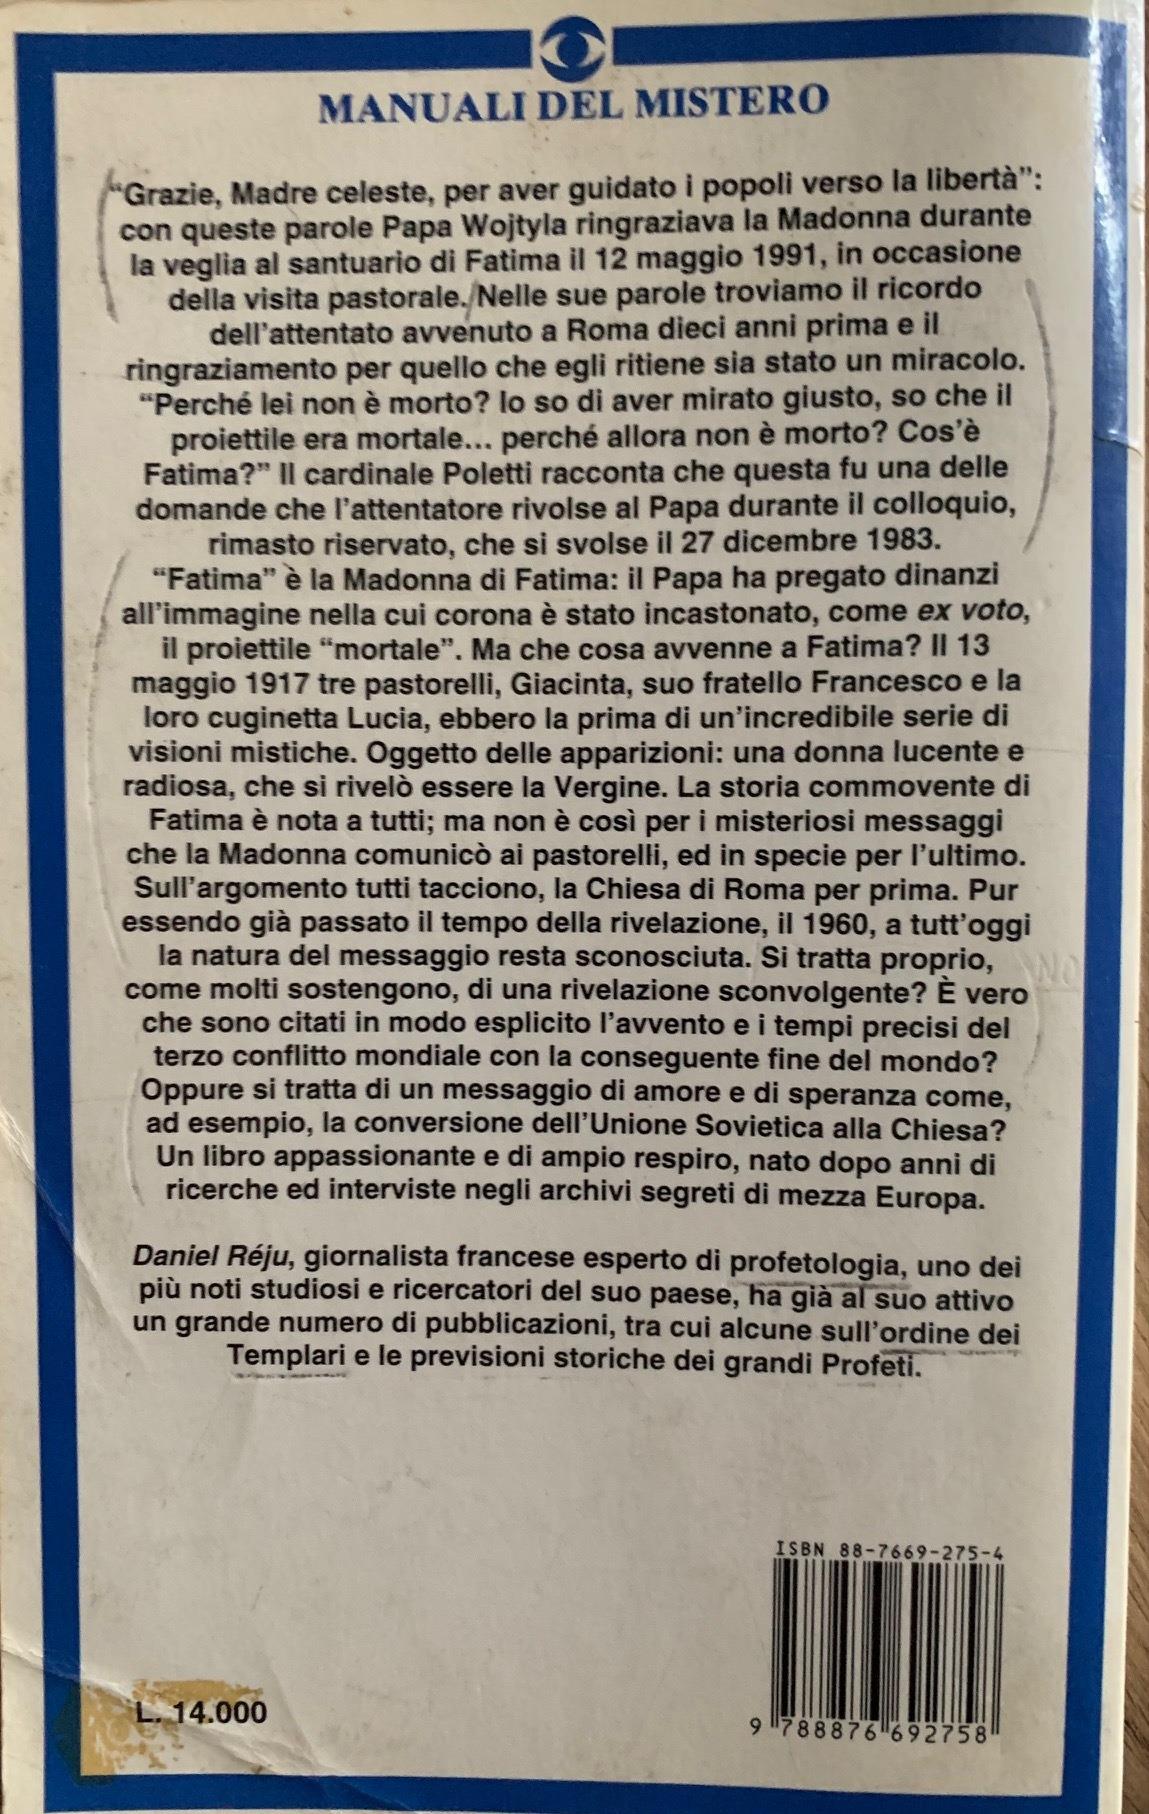 MANUALI DEL MISTERO
“Grazie, Madre celeste, per aver guidato i popoli verso la libertà”:
con queste parole Papa Wojtyla ringraziava la Madonna durante
la veglia al santuario di Fatima il 12 maggio 1991, in occasione
della visita pastorale. Nelle sue parole troviamo il ricordo
dell'attentato avvenuto a Roma dieci anni prima e il
ringraziamento per quello che egli ritiene sia stato un miracolo.
“Perché lei non è morto? Io so di aver mirato giusto, so che il
proiettile era mortale... perché allora non è morto? Cos'è
Fatima?” Il cardinale Poletti racconta che questa fu una delle
domande che l'attentatore rivolse al Papa durante il colloquio,
rimasto riservato, che si svolse il 27 dicembre 1983.
“Fatima” è la Madonna di Fatima: il Papa ha pregato dinanzi
all'immagine nella cui corona è stato incastonato, come ex voto,
il proiettile “mortale”. Ma che cosa avvenne a Fatima? Il 13
maggio 1917 tre pastorelli, Giacinta, suo fratello Francesco e la
loro cuginetta Lucia, ebbero la prima di un'incredibile serie di
visioni mistiche. Oggetto delle apparizioni: una donna lucente e
radiosa, che si rivelò essere la Vergine. La storia commovente di
Fatima è nota a tutti; ma non è così per i misteriosi messaggi
che la Madonna comunicò ai pastorelli, ed in specie per l'ultimo.
Sull'argomento tutti tacciono, la Chiesa di Roma per prima. Pur
essendo già passato il tempo della rivelazione, il 1960, a tutt'oggi
la natura del messaggio resta sconosciuta. Si tratta proprio,
come molti sostengono, di una rivelazione sconvolgente? È vero
che sono citati in modo esplicito l'avvento e i tempi precisi del
terzo conflitto mondiale con la conseguente fine del mondo?
Oppure si tratta di un messaggio di amore e di speranza come,
ad esempio, la conversione dell'Unione Sovietica alla Chiesa?
Un libro appassionante e di ampio respiro, nato dopo anni di
ricerche ed interviste negli archivi segreti di mezza Europa.
Daniel Réju, giornalista francese esperto di profetologia, uno dei
più noti studiosi e ricercatori del suo paese, ha già al suo attivo
un grande numero di pubblicazioni, tra cui alcune sull'ordine dei
Templari e le previsioni storiche dei grandi Profeti.
ISBN 88-7669-275-4
L. 14.000
9 788876 692758